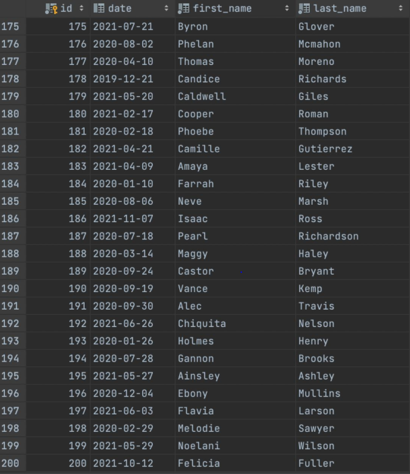 id date first_name last_name
175 175 2021-07-21 Byron Glover
176 176 2020-08-02 Phelan Mcmahon
177 177 2020-04-10 Thomas Moreno
178 178 2019-12-21 Candice Richards
179 179 2021-05-20 Caldwell Giles
180 180 2021-02-17 Cooper Roman
181 181 2020-02-18 Phoebe Thompson
182 182 2021-04-21 Camille Gutierrez
183 183 2021-04-09 Amaya Lester
184 184 2020-01-10 Farrah Riley
185 185 2020-08-06 Neve Marsh
186 186 2021-11-07 Isaac Ross
187 187 2020-07-18 Pearl Richardson
188 188 2020-03-14 Maggy Haley
189 189 2020-09-24 Castor Bryant
190 190 2020-09-19 Vance Kemp
191 191 2020-09-30 Alec Travis
192 192 2021-06-26 Chiquita Nelson
193 193 2020-01-26 Holmes Henry
194 194 2020-07-28 Gannon Brooks
195 195 2021-05-27 Ainsley Ashley
196 196 2020-12-04 Ebony Mullins
197 197 2021-06-03 Flavia Larson
198 198 2020-02-29 Melodie Sawyer
199 199 2021-05-29 Noelani Wilson
200 200 2021-10-12 Felicia Fuller